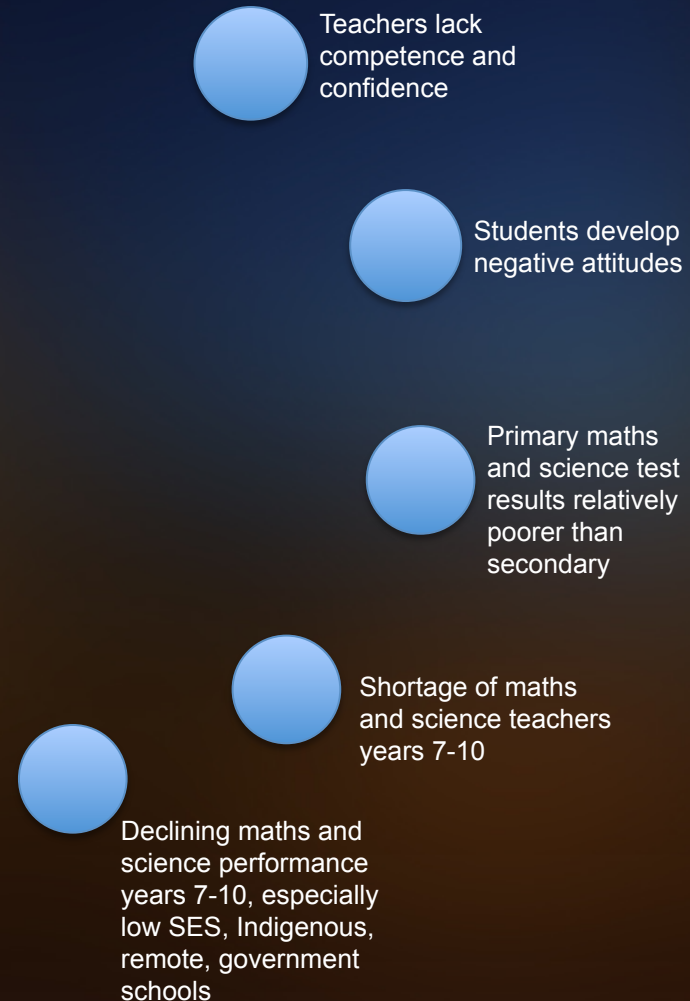 Teachers lack
competence and
confidence
Students develop
negative attitudes
Primary maths
and science test
results relatively
poorer than
secondary
Shortage of maths
and science teachers
years 7-10
Declining maths and
science performance
years 7-10, especially
low SES, Indigenous,
remote, government
schools